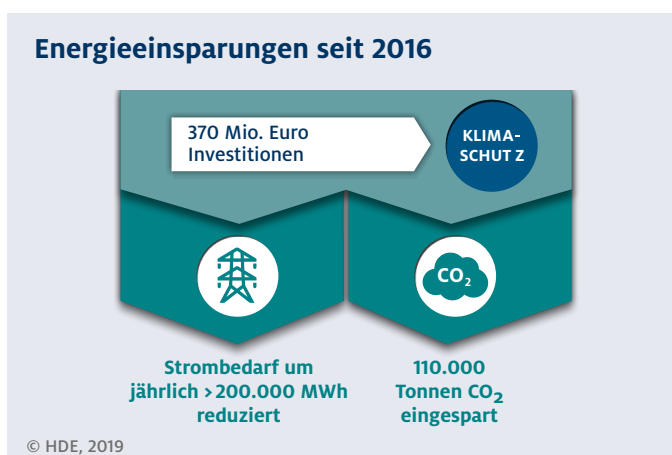 Energieeinsparungen seit 2016
370 Mio. Euro
Investitionen
KLIMA-
SCHUT Z
CO₂
Strombedarf um
jährlich >200.000 MWh
reduziert
110.000
Tonnen CO₂
eingespart
© HDE, 2019